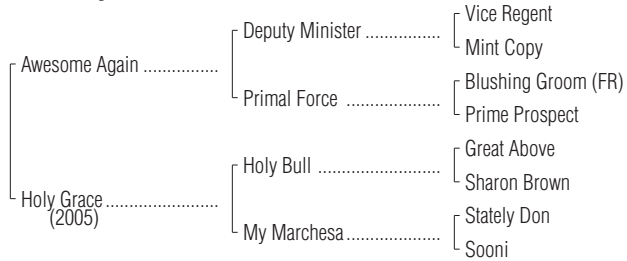 Vice Regent
Deputy Minister ..................
Mint Copy
Awesome Again ................
Blushing Groom (FR)
Primal Force ......................
Prime Prospect
Great Above
Holy Bull ..........................
Sharon Brown
Holy Grace ........................
(2005)
Stately Don
My Marchesa ......................
Sooni